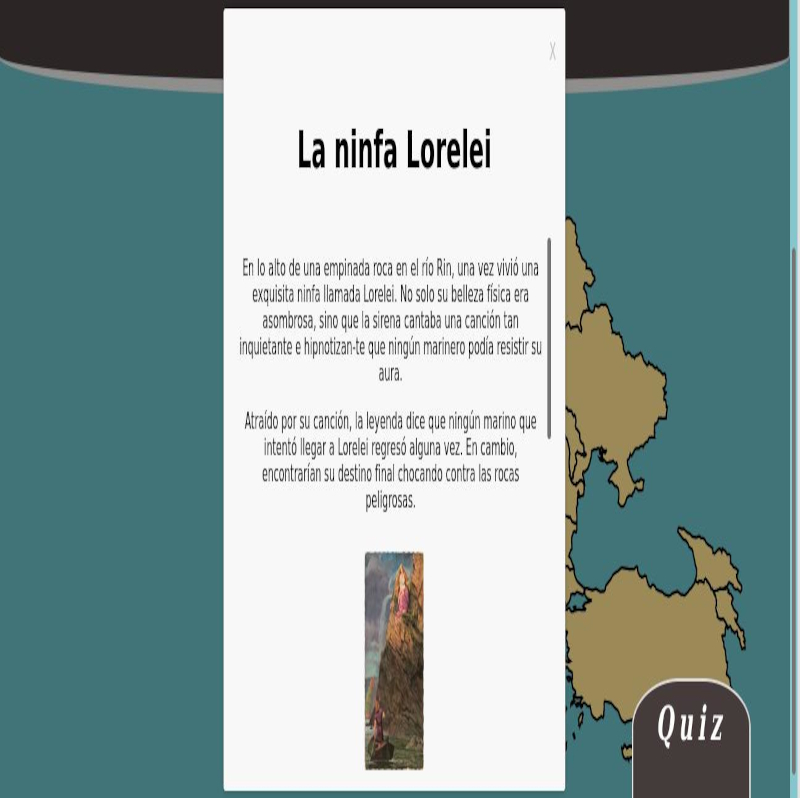 X
La ninfa Lorelei
En lo alto de una empinada roca en el río Rin, una vez vivió una
exquisita ninfa llamada Lorelei. No solo su belleza física era
asombrosa, sino que la sirena cantaba una canción tan
inquietante e hipnotizan-te que ningún marinero podía resistir su
aura.
Atraído por su canción, la leyenda dice que ningún marino que
intentó llegar a Lorelei regresó alguna vez. En cambio,
encontrarían su destino final chocando contra las rocas
peligrosas.
Quiz